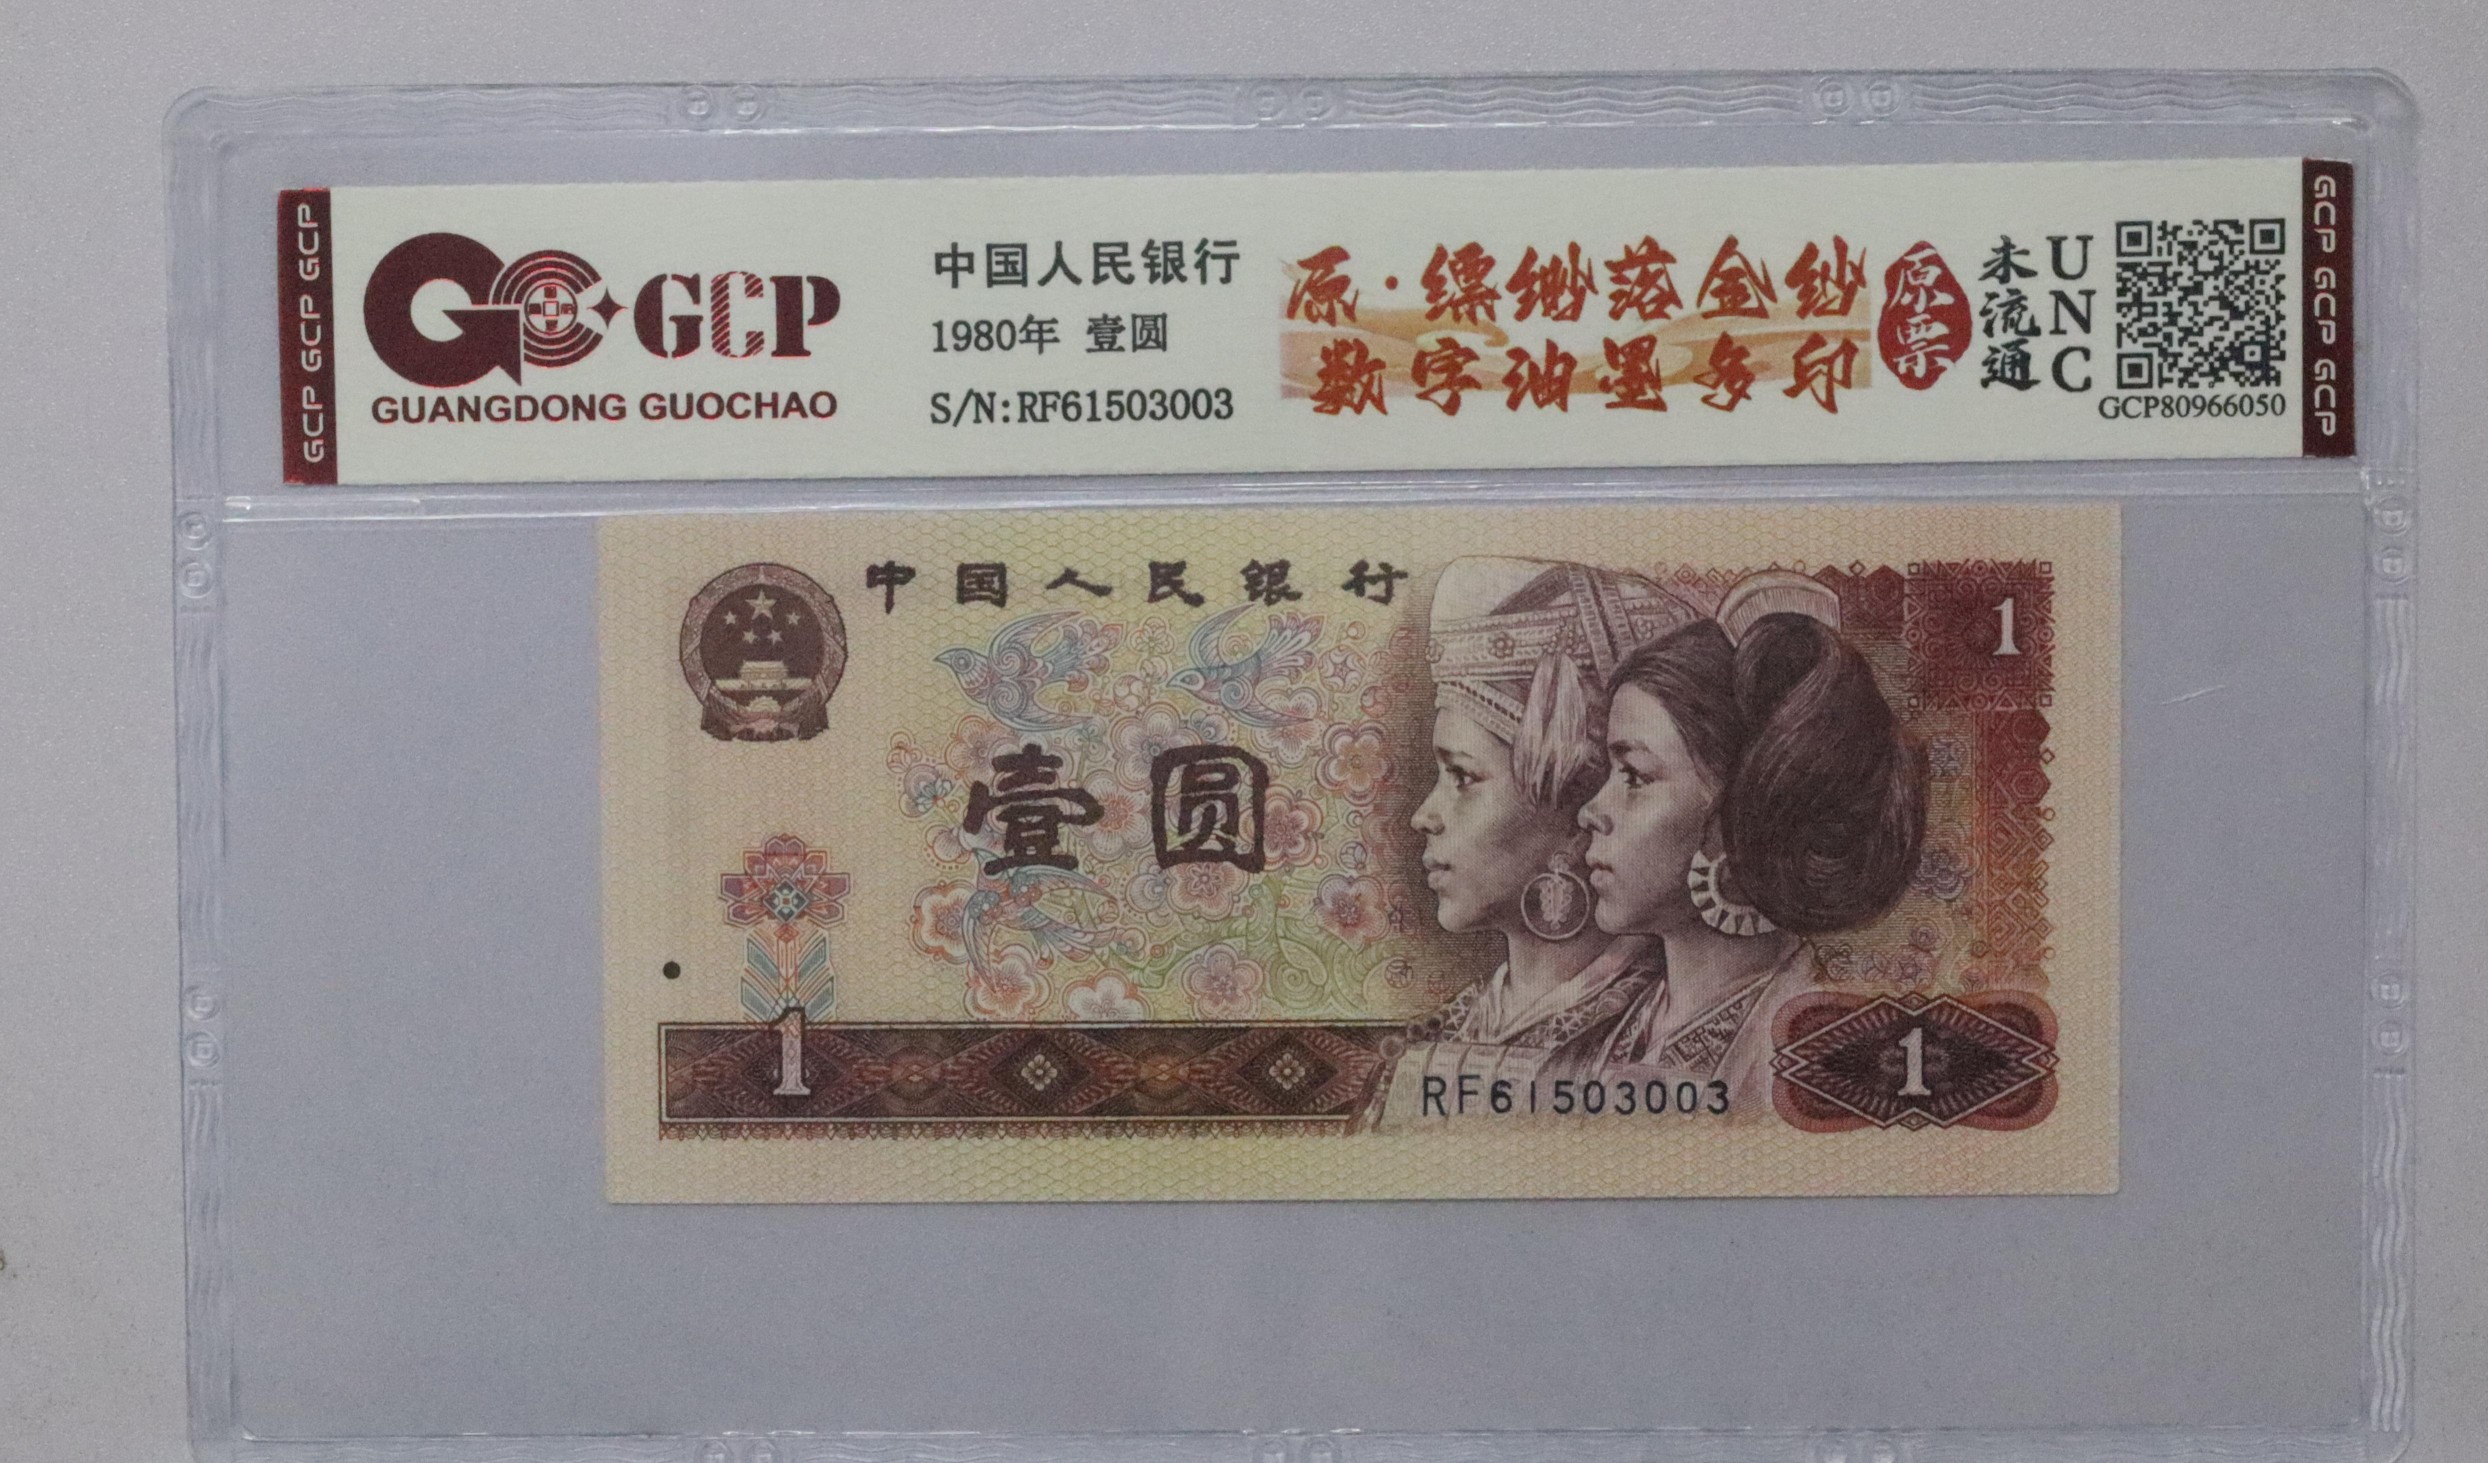 GCP GCP GCP
GCP
GUANGDONG GUOCHAO
中国人民银行
1980年 壹圆
S/N:RF61503003
原·缥缈落金纱
数字油墨多印
原票
未流通
UNC
GCP80966050
GCP GCP GCP
中国人民银行
1
壹圆
1
RF61503003
1